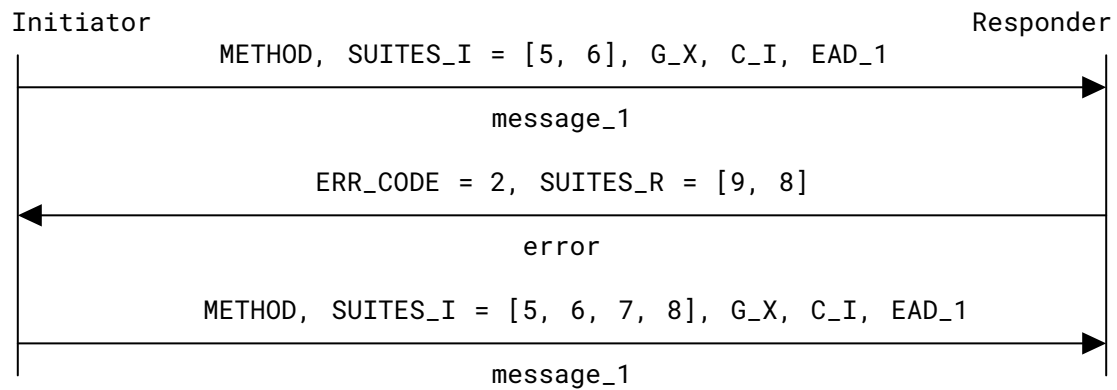 Initiator Responder
METHOD, SUITES_I = [5, 6], G_X, C_I, EAD_1
message_1
ERR_CODE = 2, SUITES_R = [9, 8]
error
METHOD, SUITES_I = [5, 6, 7, 8], G_X, C_I, EAD_1
message_1